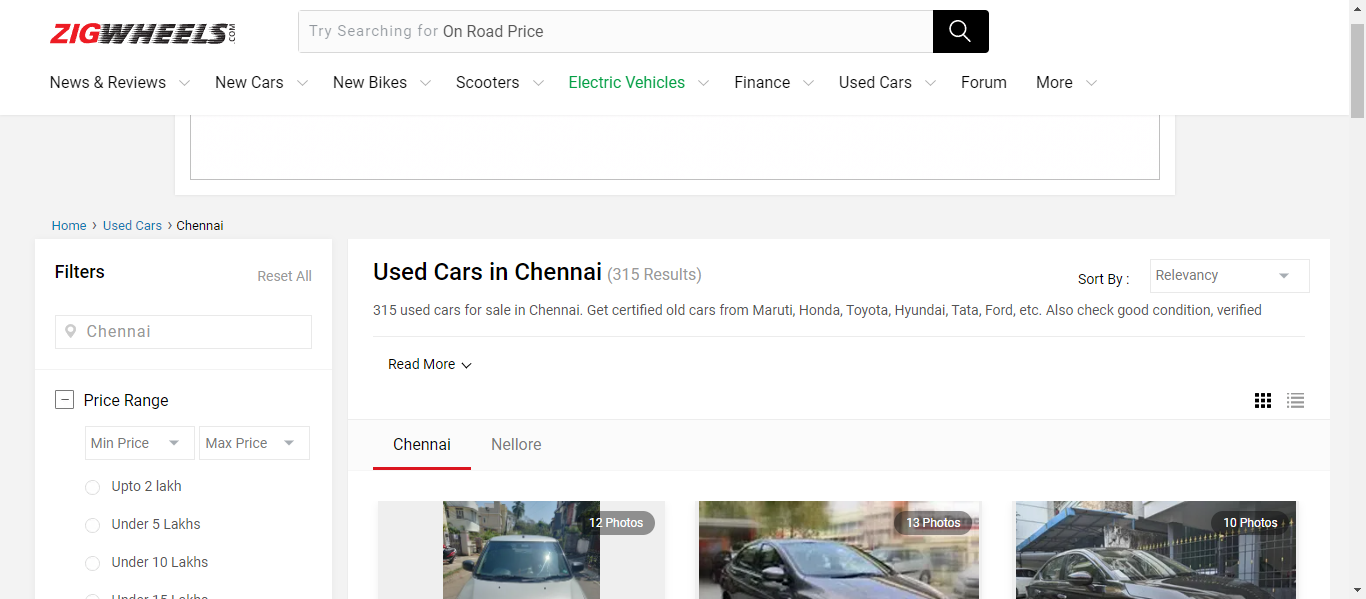 ZIGWHEELS.COM
Try Searching for On Road Price
News & Reviews New Cars New Bikes Scooters Electric Vehicles Finance Used Cars Forum More
Home › Used Cars › Chennai
Filters
Reset All
Chennai
Price Range
Min Price Max Price
Upto 2 lakh
Under 5 Lakhs
Under 10 Lakhs
Under 15 Lakhs
Used Cars in Chennai (315 Results)
Sort By : Relevancy
315 used cars for sale in Chennai. Get certified old cars from Maruti, Honda, Toyota, Hyundai, Tata, Ford, etc. Also check good condition, verified
Read More
Chennai Nellore
12 Photos 13 Photos 10 Photos